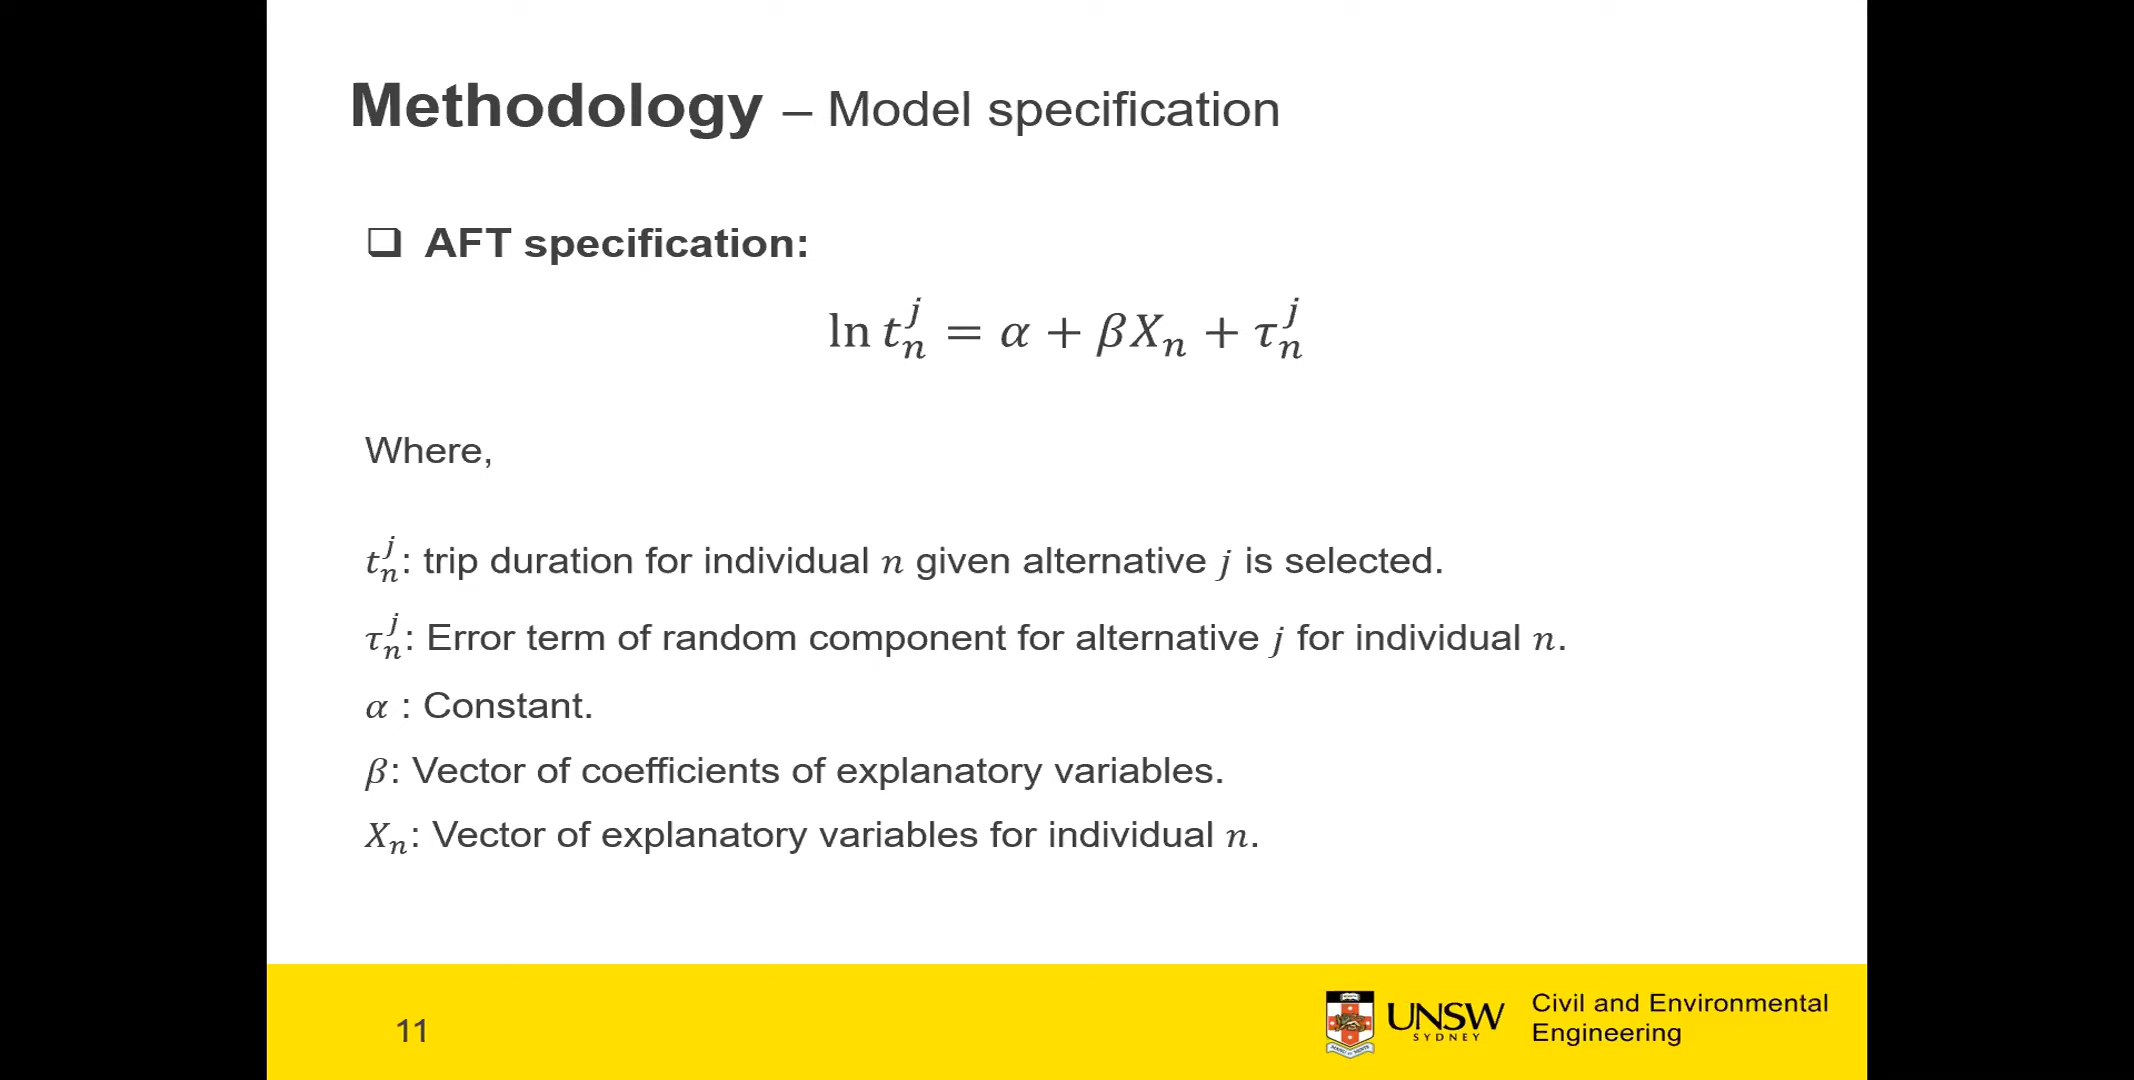 Methodology – Model specification
❑ AFT specification:
ln t_n^j = α + βX_n + τ_n^j
Where,
t_n^j: trip duration for individual n given alternative j is selected.
τ_n^j: Error term of random component for alternative j for individual n.
α : Constant.
β: Vector of coefficients of explanatory variables.
X_n: Vector of explanatory variables for individual n.
11
UNSW
SYDNEY
Civil and Environmental
Engineering